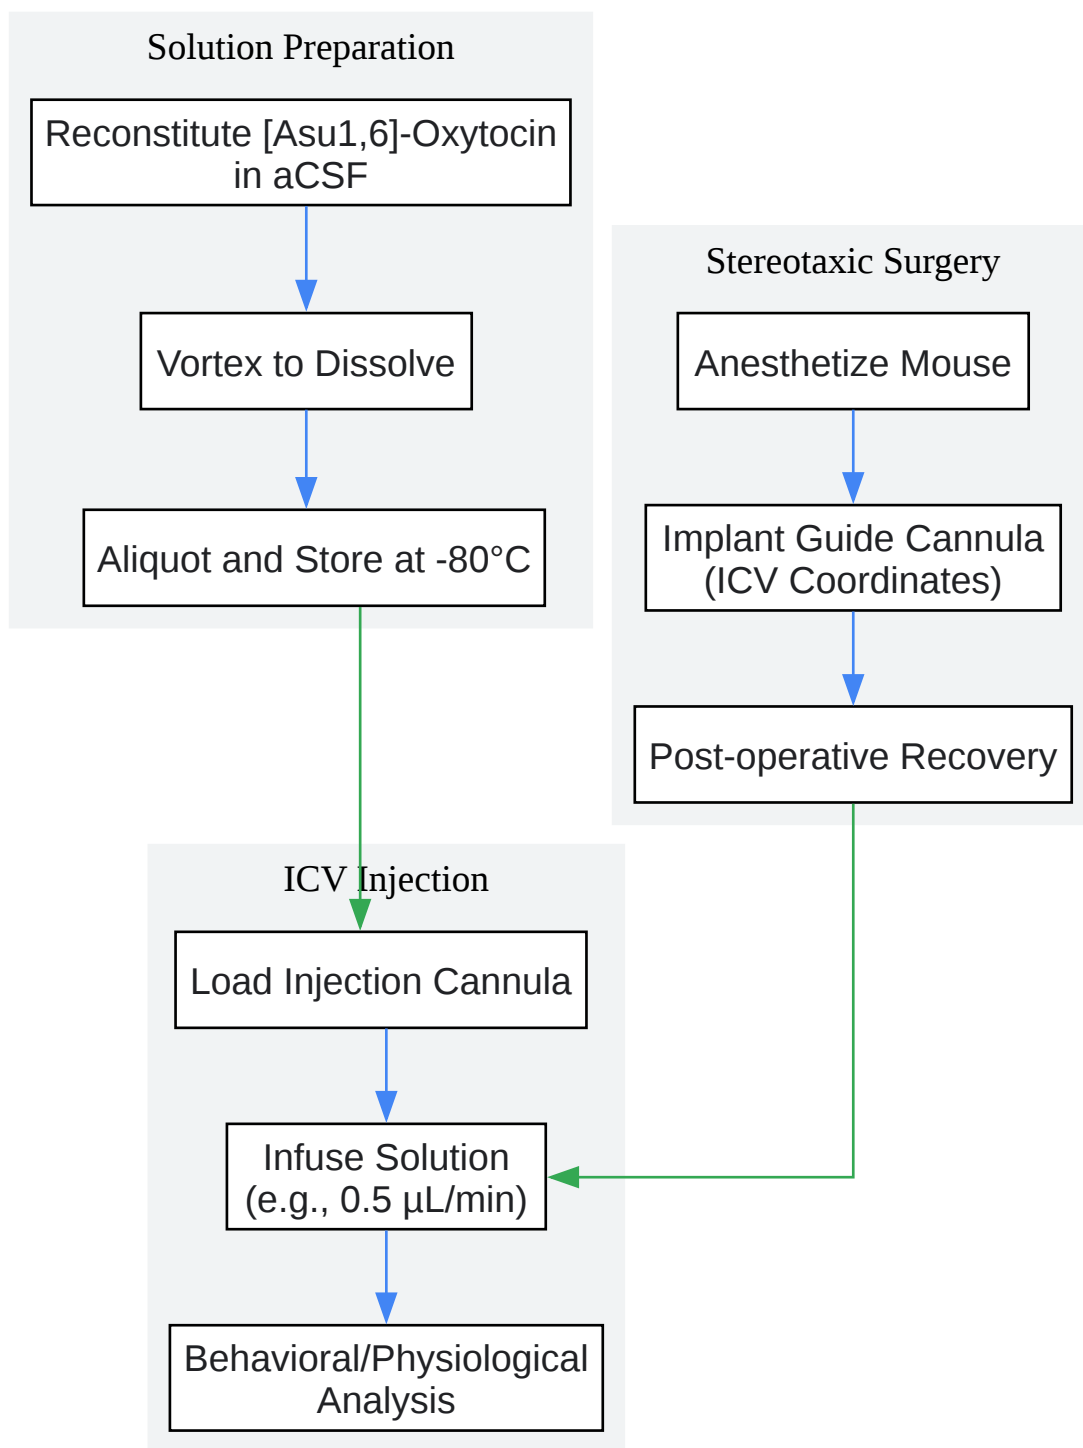 Solution Preparation
Reconstitute [Asu1,6]-Oxytocin
in aCSF
Vortex to Dissolve
Aliquot and Store at -80°C
Stereotaxic Surgery
Anesthetize Mouse
Implant Guide Cannula
(ICV Coordinates)
Post-operative Recovery
ICV Injection
Load Injection Cannula
Infuse Solution
(e.g., 0.5 µL/min)
Behavioral/Physiological
Analysis